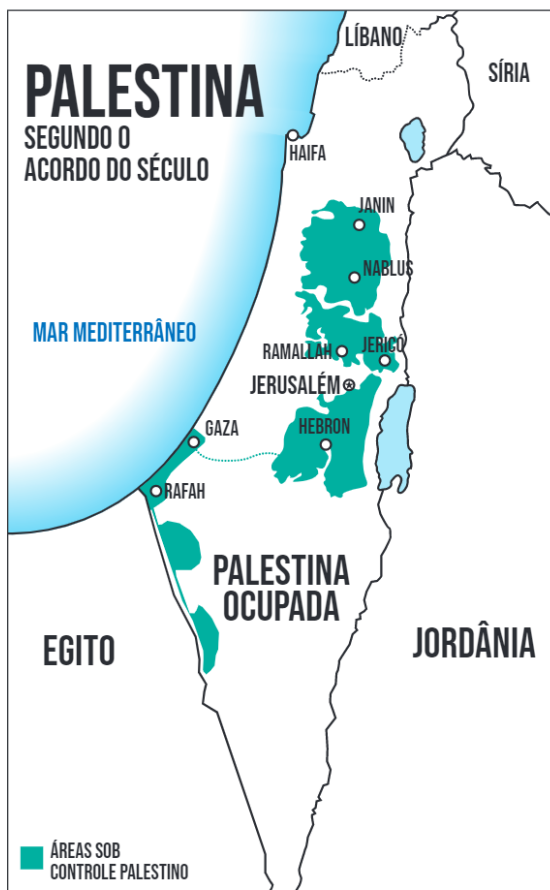 PALESTINA
SEGUNDO O
ACORDO DO SÉCULO
LÍBANO
SÍRIA
HAIFA
JANIN
NABLUS
MAR MEDITERRÂNEO
RAMALLAH
JERICÓ
JERUSALÉM
GAZA
HEBRON
RAFAH
PALESTINA
OCUPADA
EGITO
JORDÂNIA
ÁREAS SOB
CONTROLE PALESTINO